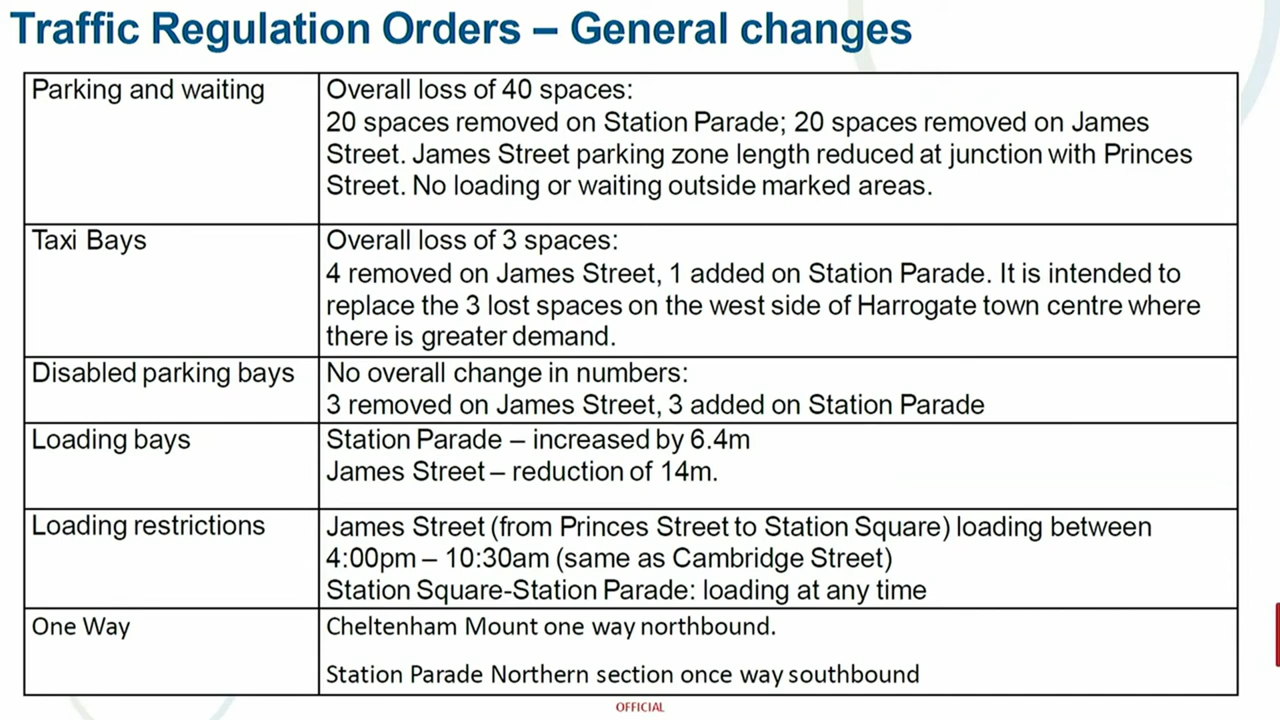 Traffic Regulation Orders – General changes
Parking and waiting
Overall loss of 40 spaces:
20 spaces removed on Station Parade; 20 spaces removed on James
Street. James Street parking zone length reduced at junction with Princes
Street. No loading or waiting outside marked areas.
Taxi Bays
Overall loss of 3 spaces:
4 removed on James Street, 1 added on Station Parade. It is intended to
replace the 3 lost spaces on the west side of Harrogate town centre where
there is greater demand.
Disabled parking bays
No overall change in numbers:
3 removed on James Street, 3 added on Station Parade
Loading bays
Station Parade – increased by 6.4m
James Street – reduction of 14m.
Loading restrictions
James Street (from Princes Street to Station Square) loading between
4:00pm – 10:30am (same as Cambridge Street)
Station Square-Station Parade: loading at any time
One Way
Cheltenham Mount one way northbound.
Station Parade Northern section once way southbound
OFFICIAL